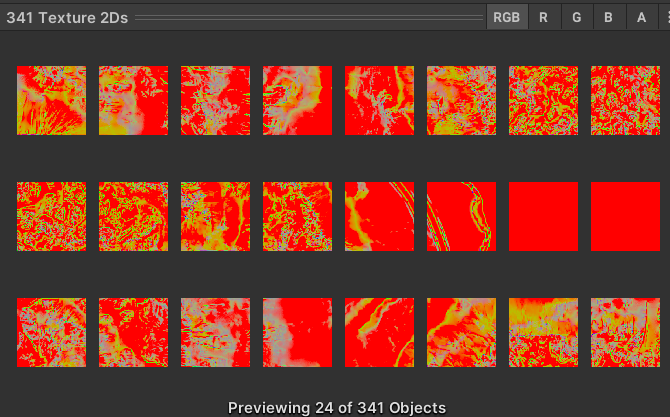 341 Texture 2Ds RGB R G B A
Previewing 24 of 341 Objects